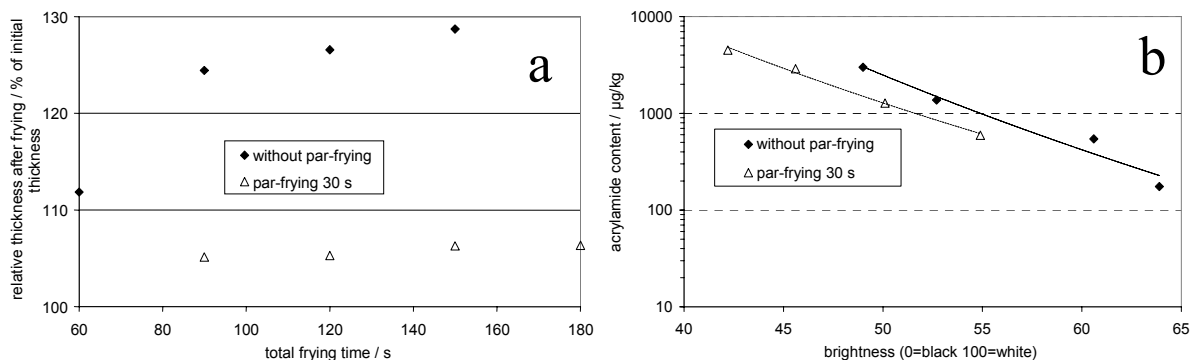 relative thickness after frying / % of initial
thickness
130
120
110
100
a
without par-frying
par-frying 30 s
60 80 100 120 140 160 180
total frying time / s
acrylamide content / µg/kg
10000
1000
100
10
b
without par-frying
par-frying 30 s
40 45 50 55 60 65
brightness (0=black 100=white)